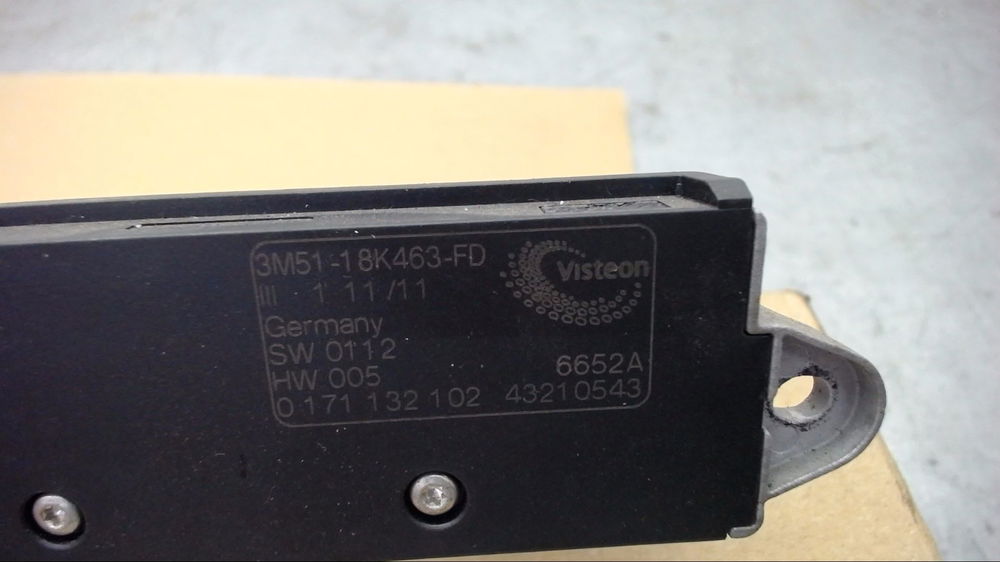 3M51-18K463-FD
Visteon
III 1 11/11
Germany
SW 0112
HW 005
6652A
0 171 132 102 43210543